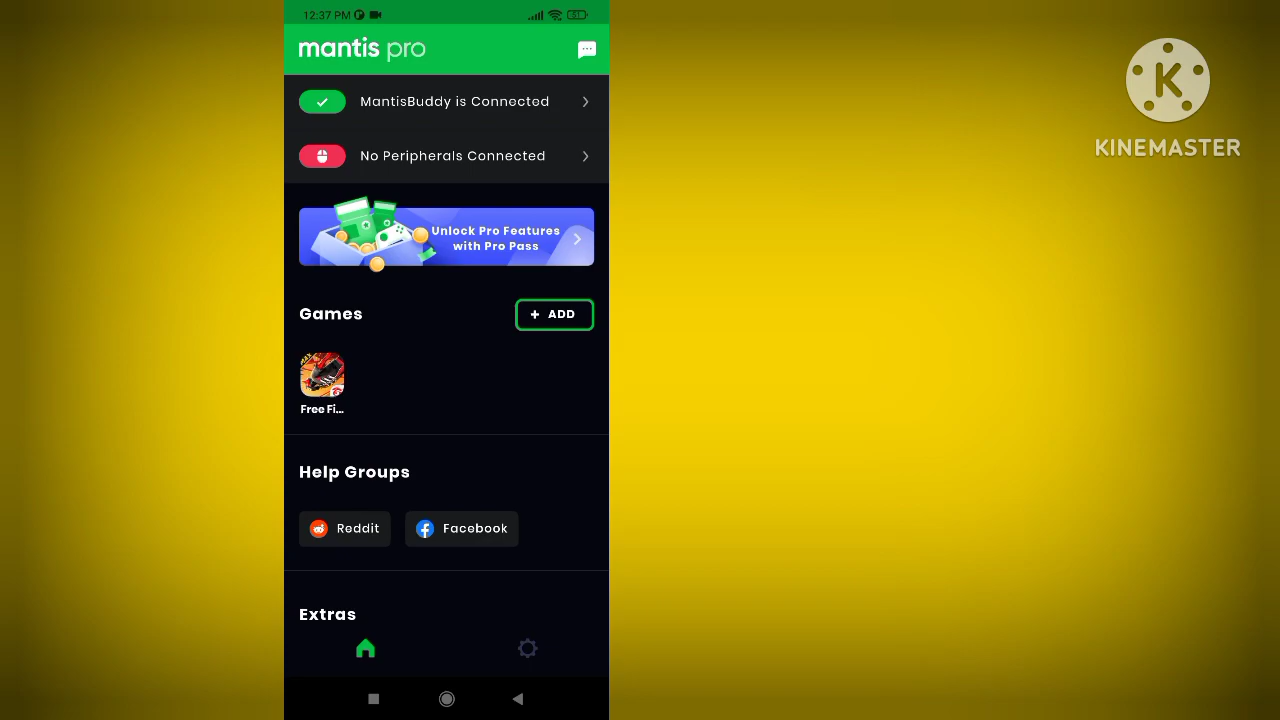 12:37 PM
51
mantis pro
MantisBuddy is Connected
No Peripherals Connected
Unlock Pro Features
with Pro Pass
Games
+ ADD
Free Fi...
Help Groups
Reddit
Facebook
Extras
K
KINEMASTER